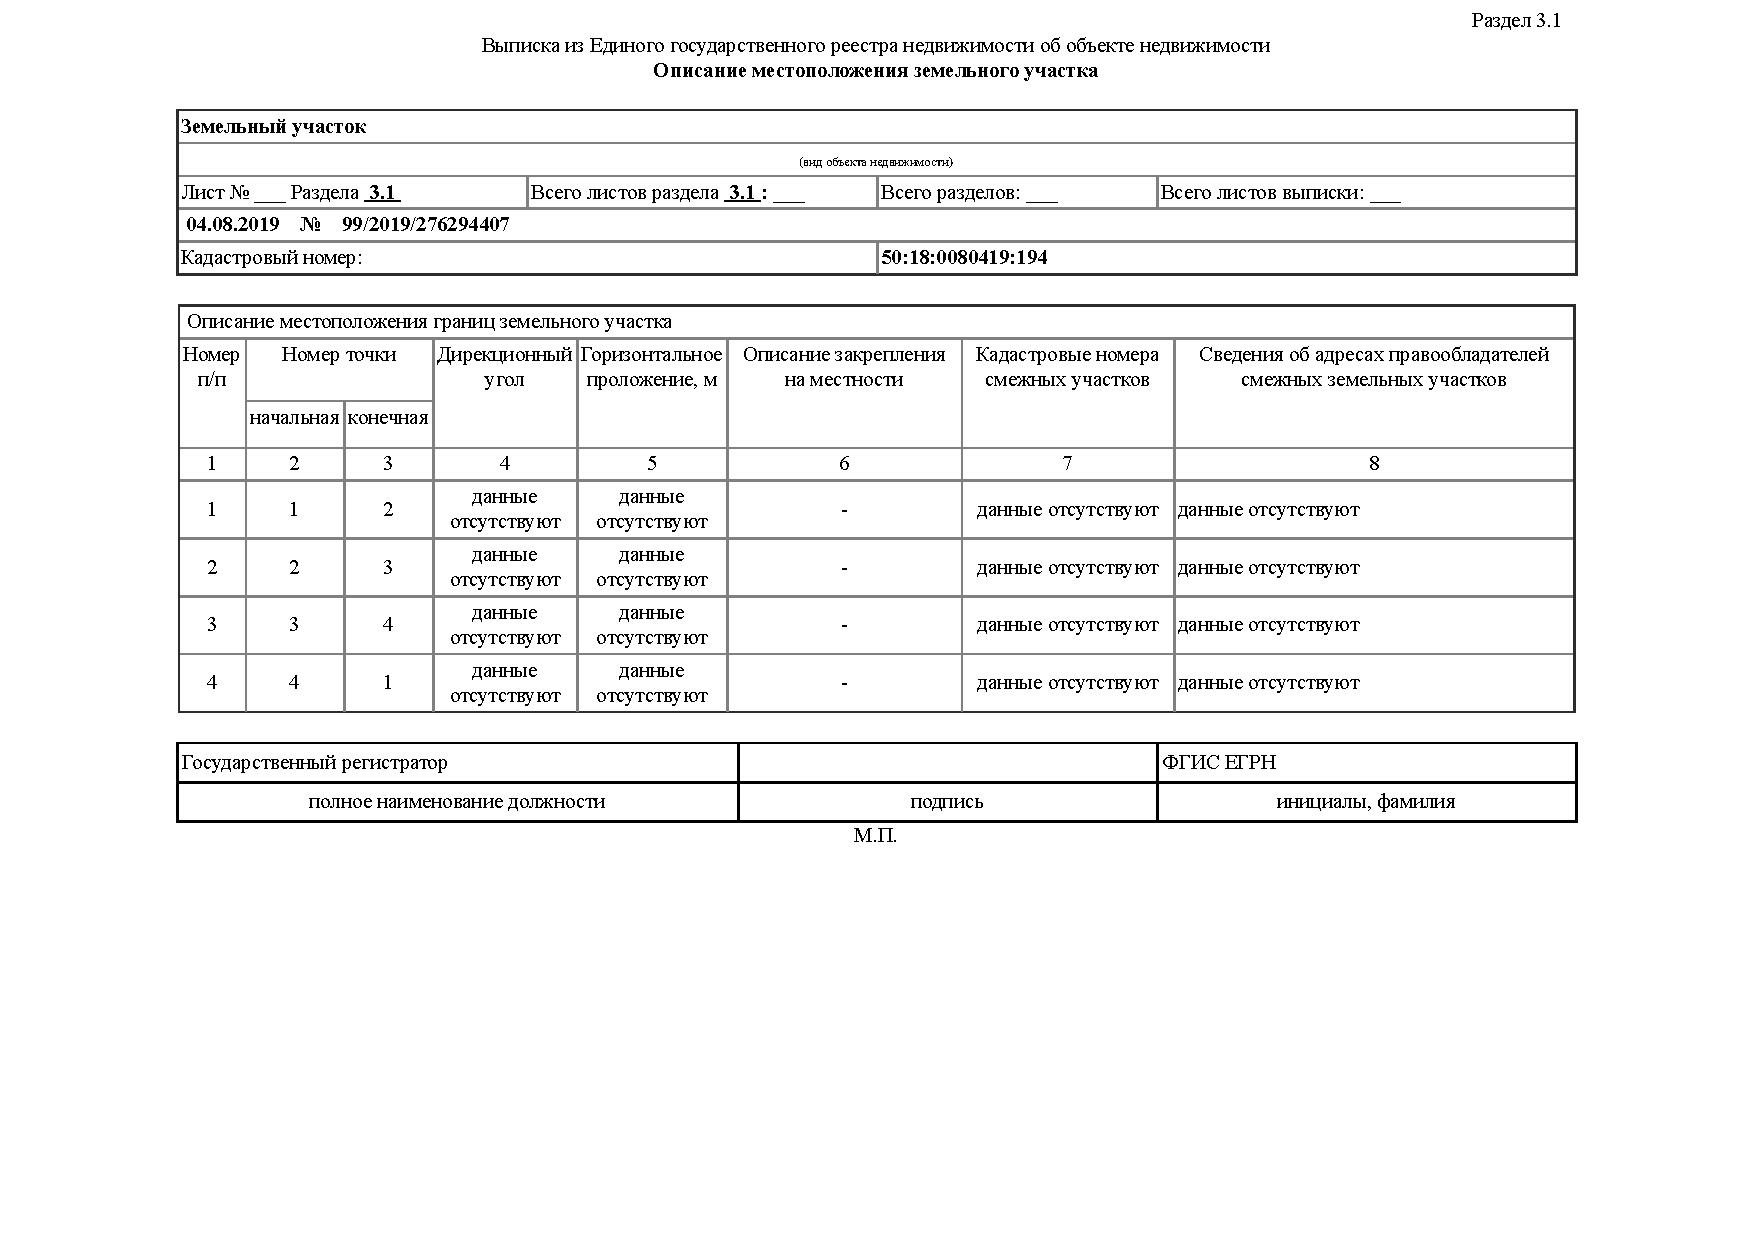 Раздел 3.1
Выписка из Единого государственного реестра недвижимости об объекте недвижимости
Описание местоположения земельного участка
Земельный участок
(вид объекта недвижимости)
Лист № ___ Раздела 3.1 Всего листов раздела 3.1 : ___ Всего разделов: ___ Всего листов выписки: ___
04.08.2019 № 99/2019/276294407
Кадастровый номер: 50:18:0080419:194
Описание местоположения границ земельного участка
Номер Номер точки Дирекционный Горизонтальное Описание закрепления Кадастровые номера Сведения об адресах правообладателей
п/п угол проложение, м на местности смежных участков смежных земельных участков
начальная конечная
1 2 3 4 5 6 7 8
данные данные
1 1 2 - данные отсутствуют данные отсутствуют
отсутствуют отсутствуют
данные данные
2 2 3 - данные отсутствуют данные отсутствуют
отсутствуют отсутствуют
данные данные
3 3 4 - данные отсутствуют данные отсутствуют
отсутствуют отсутствуют
данные данные
4 4 1 - данные отсутствуют данные отсутствуют
отсутствуют отсутствуют
Государственный регистратор ФГИС ЕГРН
полное наименование должности подпись инициалы, фамилия
М.П.